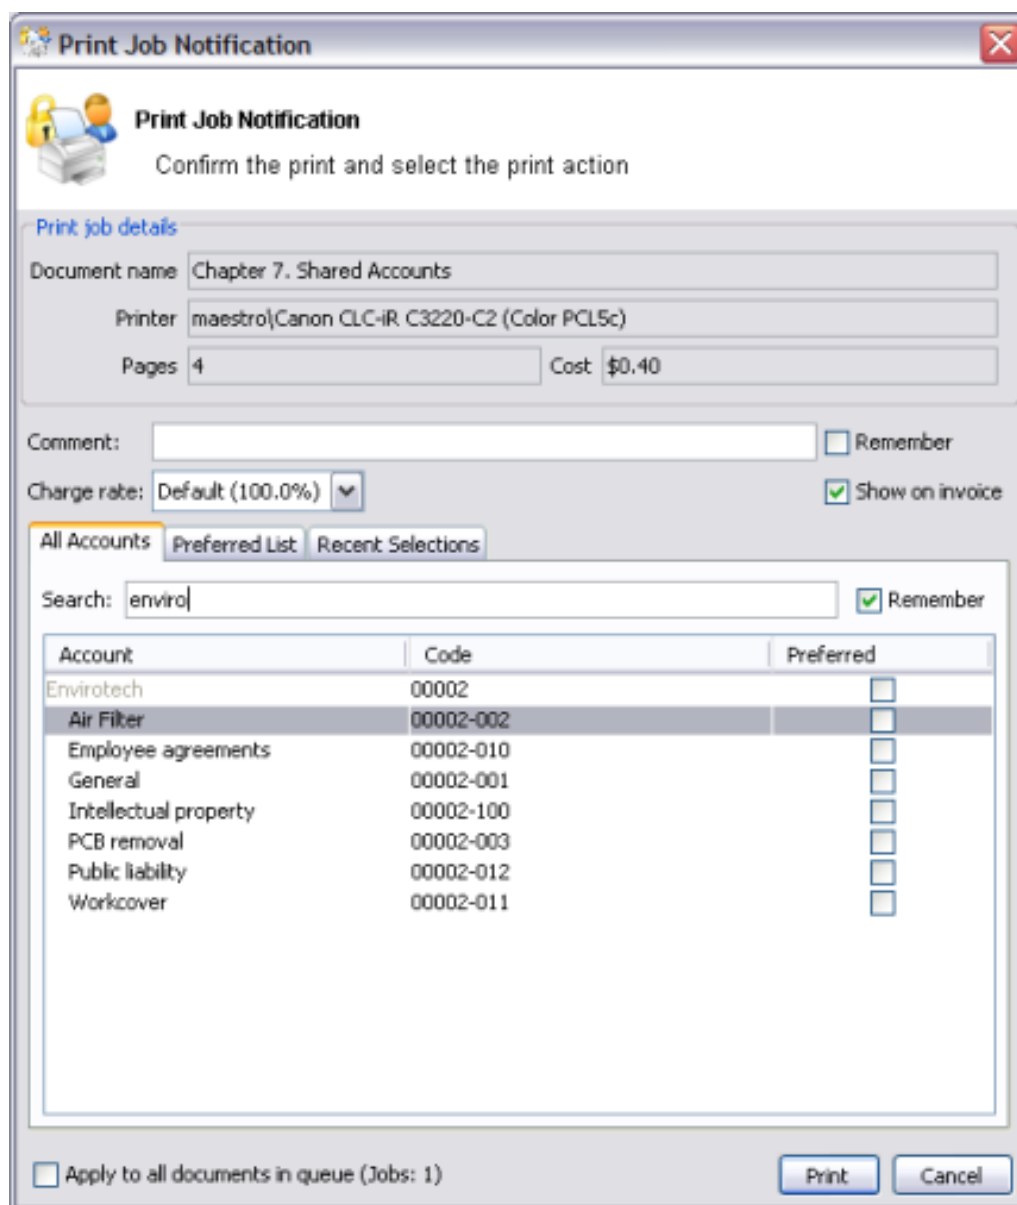 Print Job Notification
Print Job Notification
Confirm the print and select the print action
Print job details
Document name Chapter 7. Shared Accounts
Printer maestro\Canon CLC-iR C3220-C2 (Color PCL5c)
Pages 4 Cost $0.40
Comment: Remember
Charge rate: Default (100.0%) Show on invoice
All Accounts Preferred List Recent Selections
Search: enviro Remember
Account Code Preferred
Envirotech 00002
Air Filter 00002-002
Employee agreements 00002-010
General 00002-001
Intellectual property 00002-100
PCB removal 00002-003
Public liability 00002-012
Workcover 00002-011
Apply to all documents in queue (Jobs: 1) Print Cancel